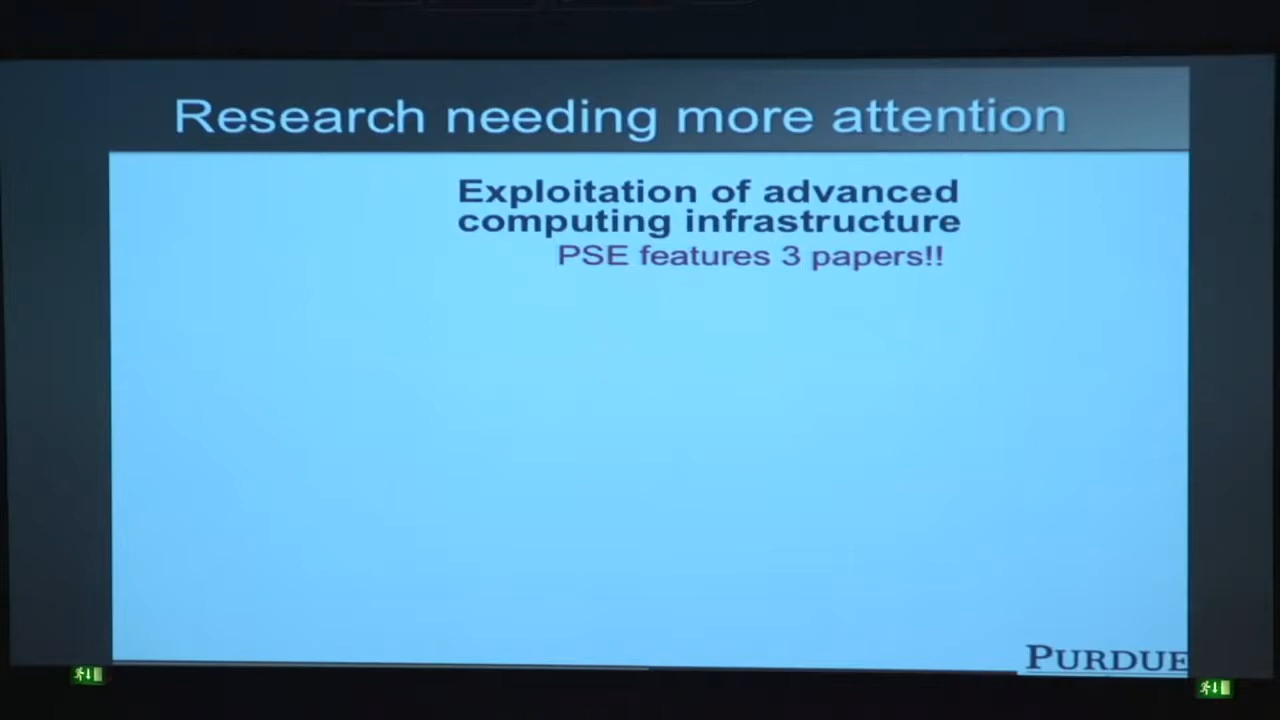 Research needing more attention
Exploitation of advanced
computing infrastructure
PSE features 3 papers!!
PURDUE